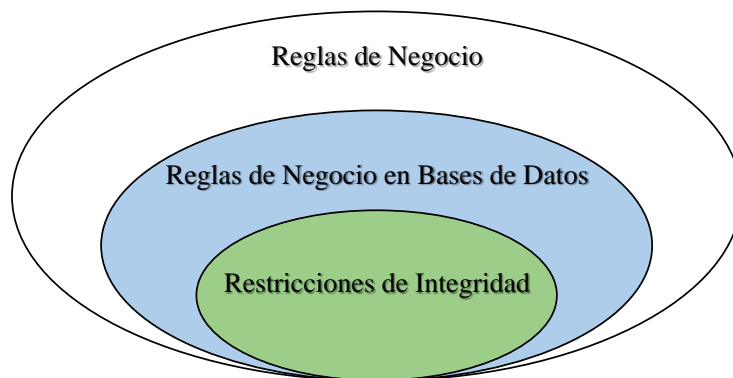 Reglas de Negocio
Reglas de Negocio en Bases de Datos
Restricciones de Integridad